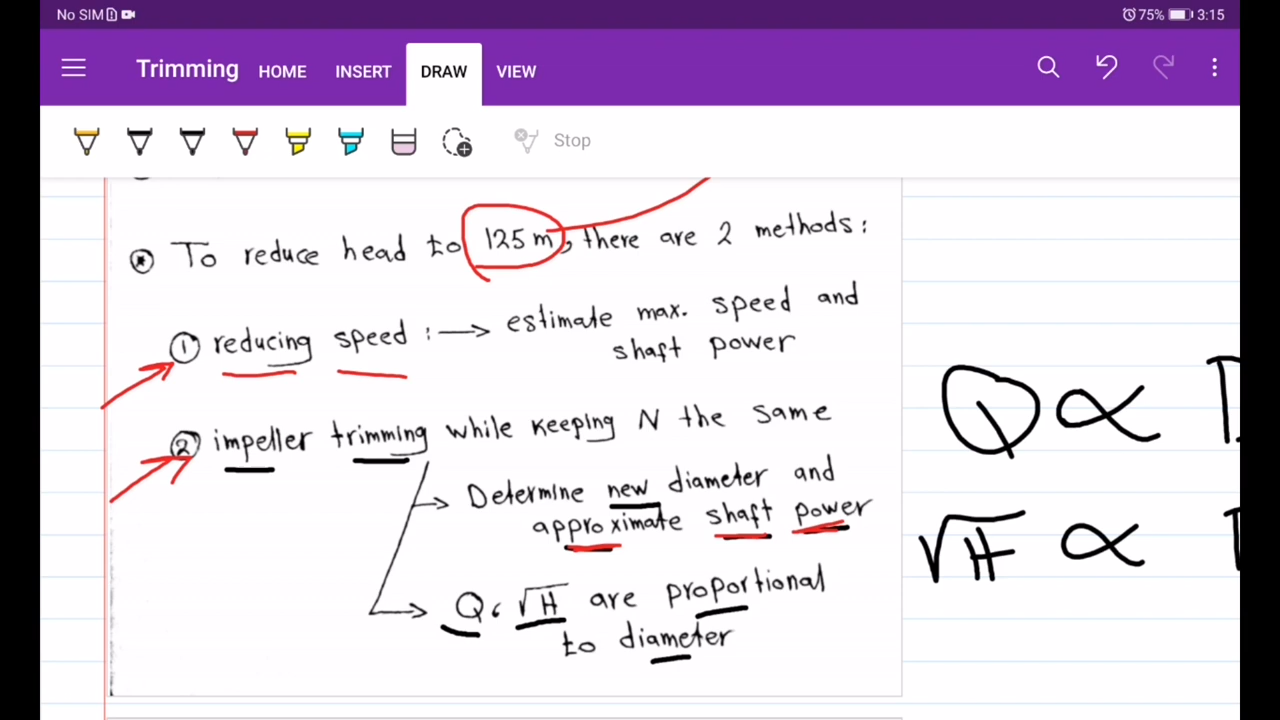 No SIM 75% 3:15
Trimming HOME INSERT DRAW VIEW
Stop
To reduce head to 125 m, there are 2 methods:
① reducing speed : → estimate max. speed and
shaft power
② impeller trimming while keeping N the same
→ Determine new diameter and
approximate shaft power
→ Q, √H are proportional
to diameter
Q ∝
√H ∝